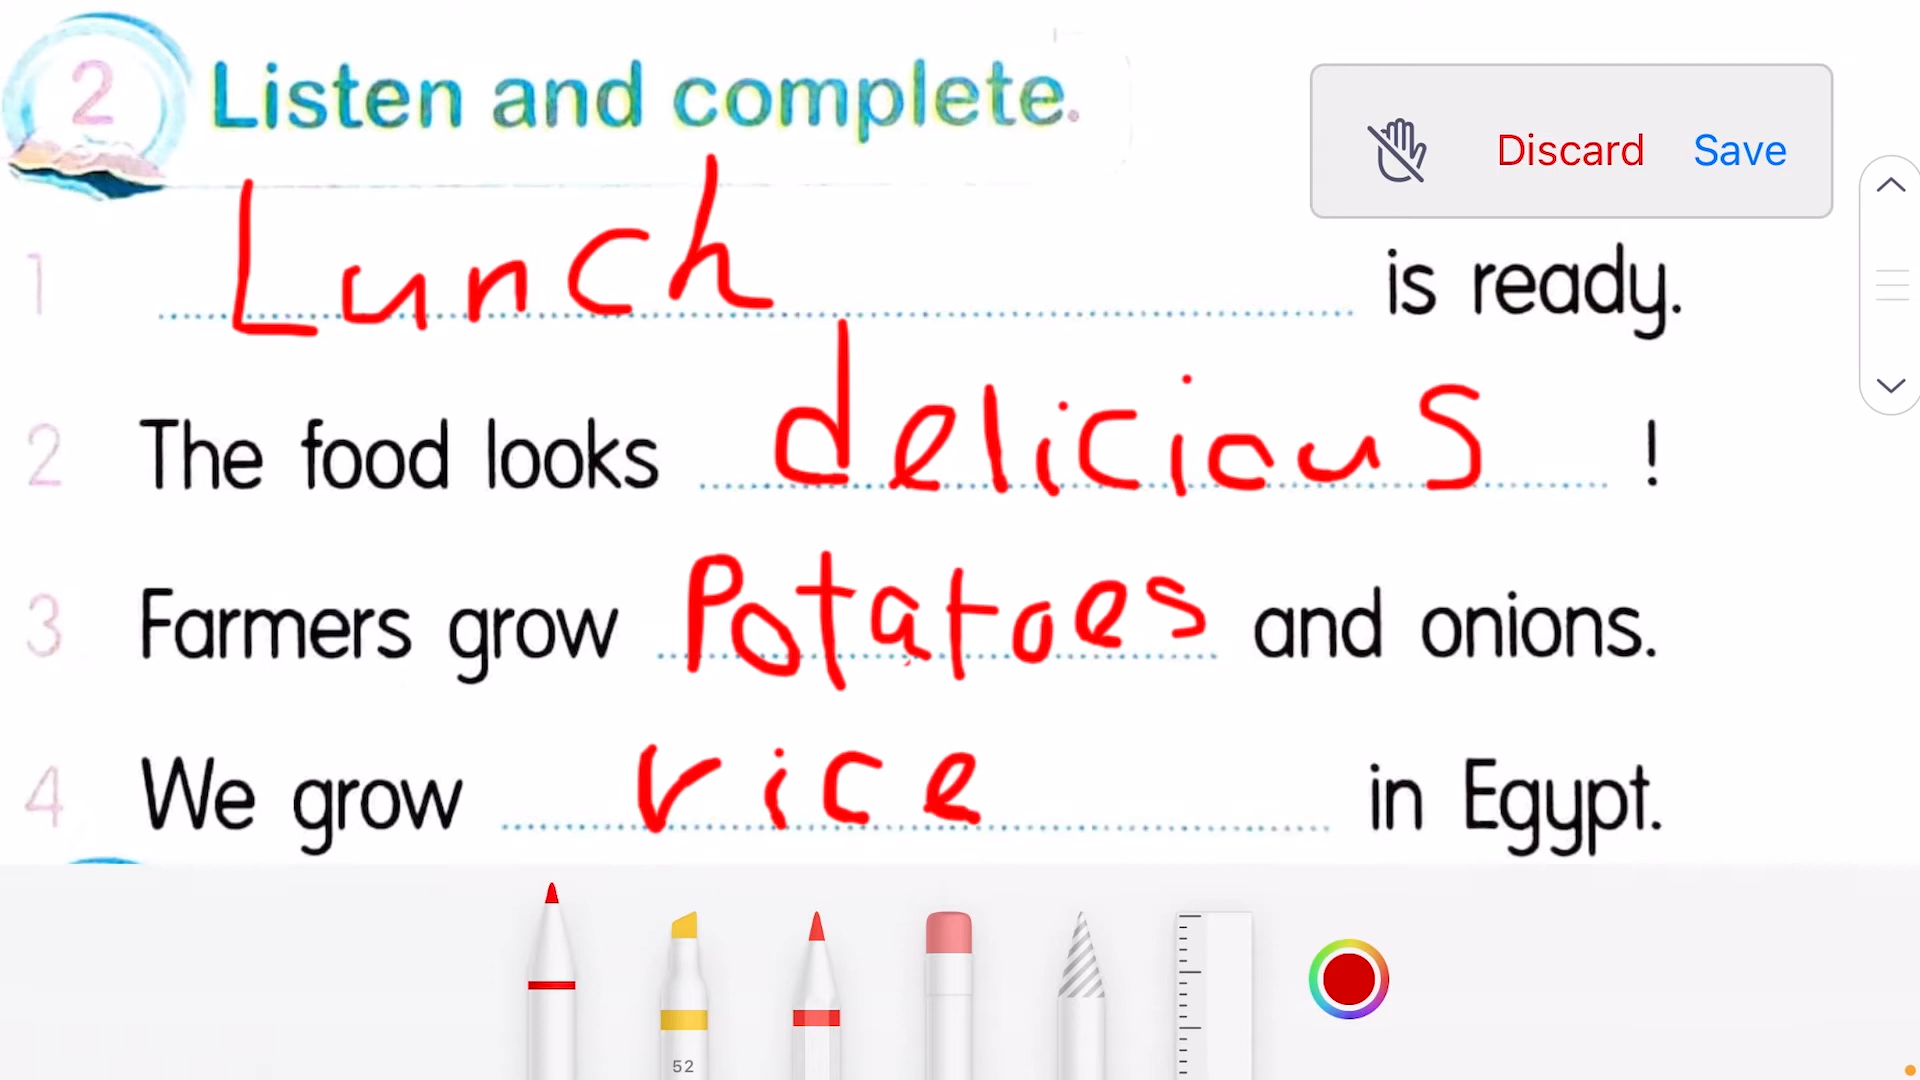 2 Listen and complete.
Discard Save
1 Lunch is ready.
2 The food looks delicious !
3 Farmers grow Potatoes and onions.
4 We grow rice in Egypt.
52